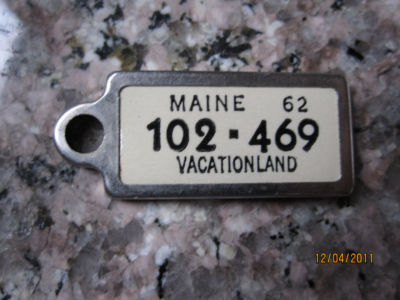 MAINE 62
102-469
VACATIONLAND
12/04/2011